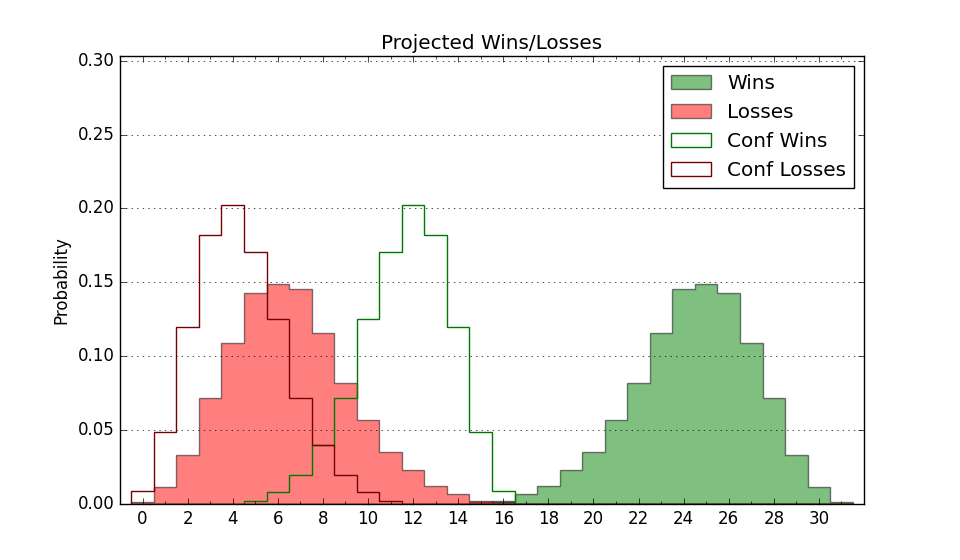 Projected Wins/Losses
0.30
0.25
0.20
0.15
0.10
0.05
0.00
Probability
Wins
Losses
Conf Wins
Conf Losses
0 2 4 6 8 10 12 14 16 18 20 22 24 26 28 30